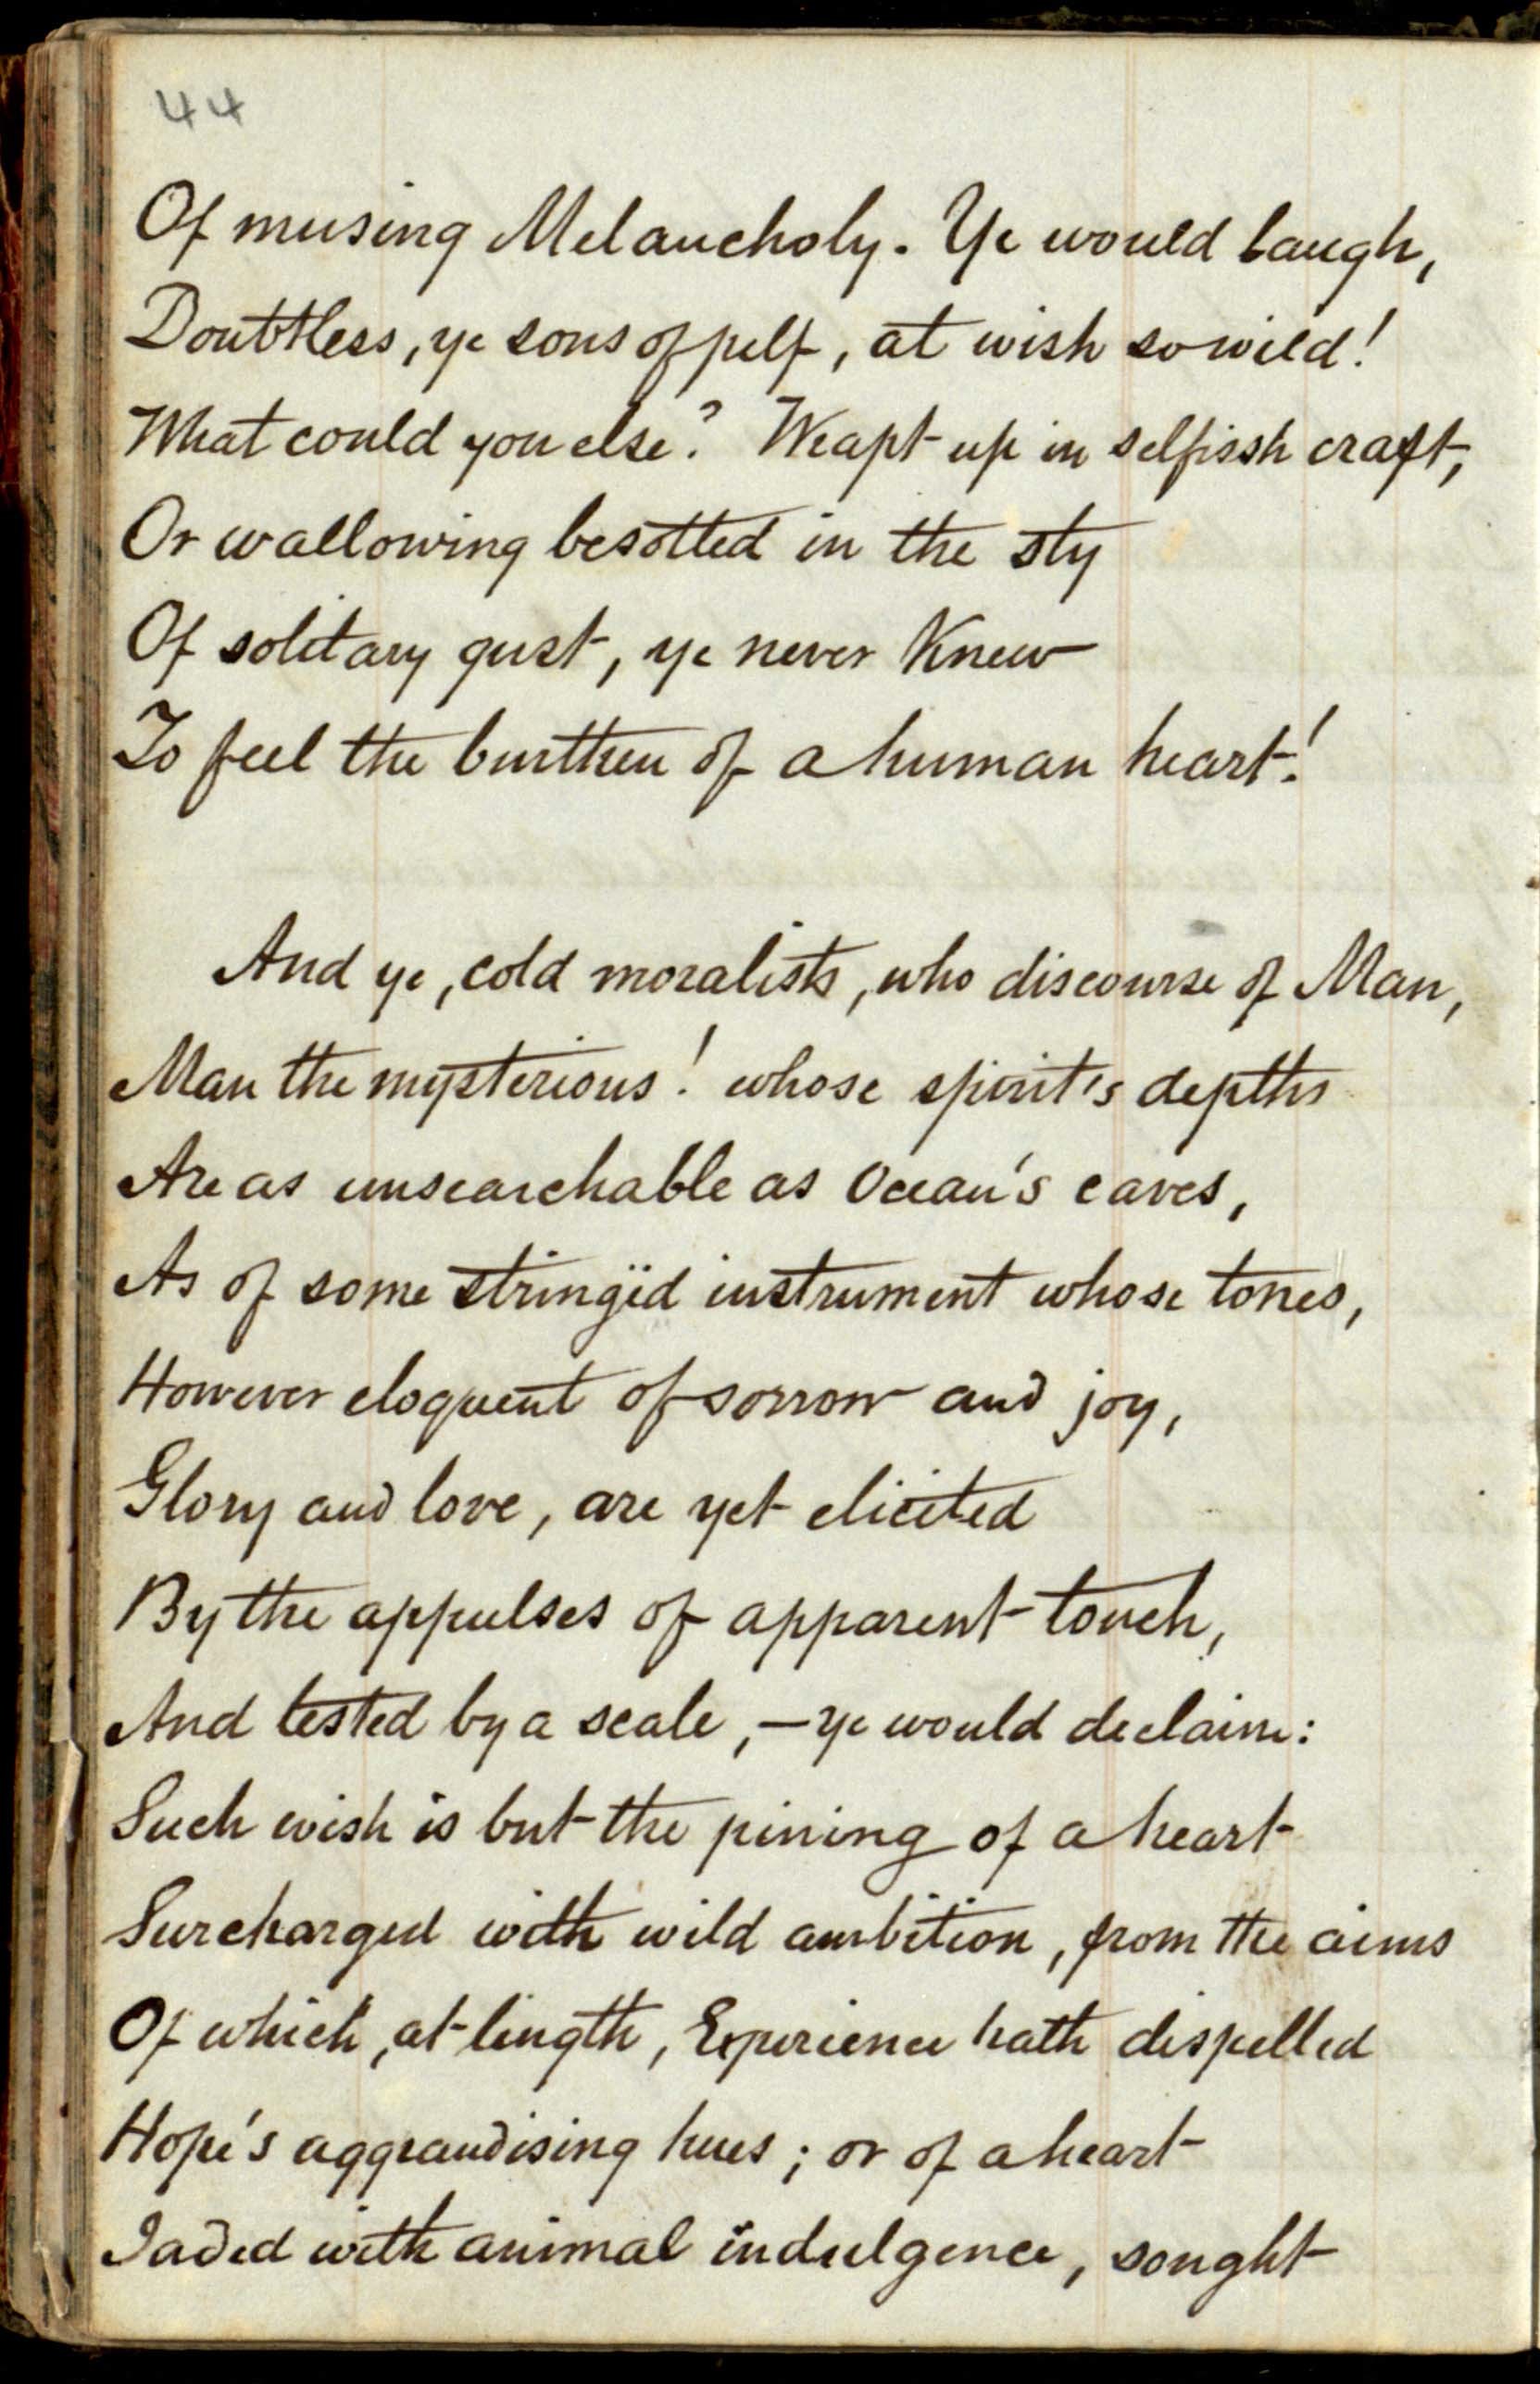 44
Of musing Melancholy. Ye would laugh,
Doubtless, ye sons of pelf, at wish so wild!
What could you else? Wrapt up in selfissh craft,
Or wallowing besotted in the sty
Of solitary gust, ye never Knew
To feel the burthen of a human heart!
And ye, cold moralists, who discourse of Man,
Man the mysterious! whose spirit's depths
Are as unsearchable as Ocean's caves,
As of some stringëd instrument whose tones,
However eloquent of sorrow and joy,
Glory and love, are yet elicited
By the appulses of apparent touch,
And tested by a scale, — ye would declaim:
Such wish is but the pining of a heart
Surcharged with wild ambition, from the aims
Of which, at length, Experience hath dispelled
Hope's aggrandising hues; or of a heart
Jaded with animal indulgence, sought